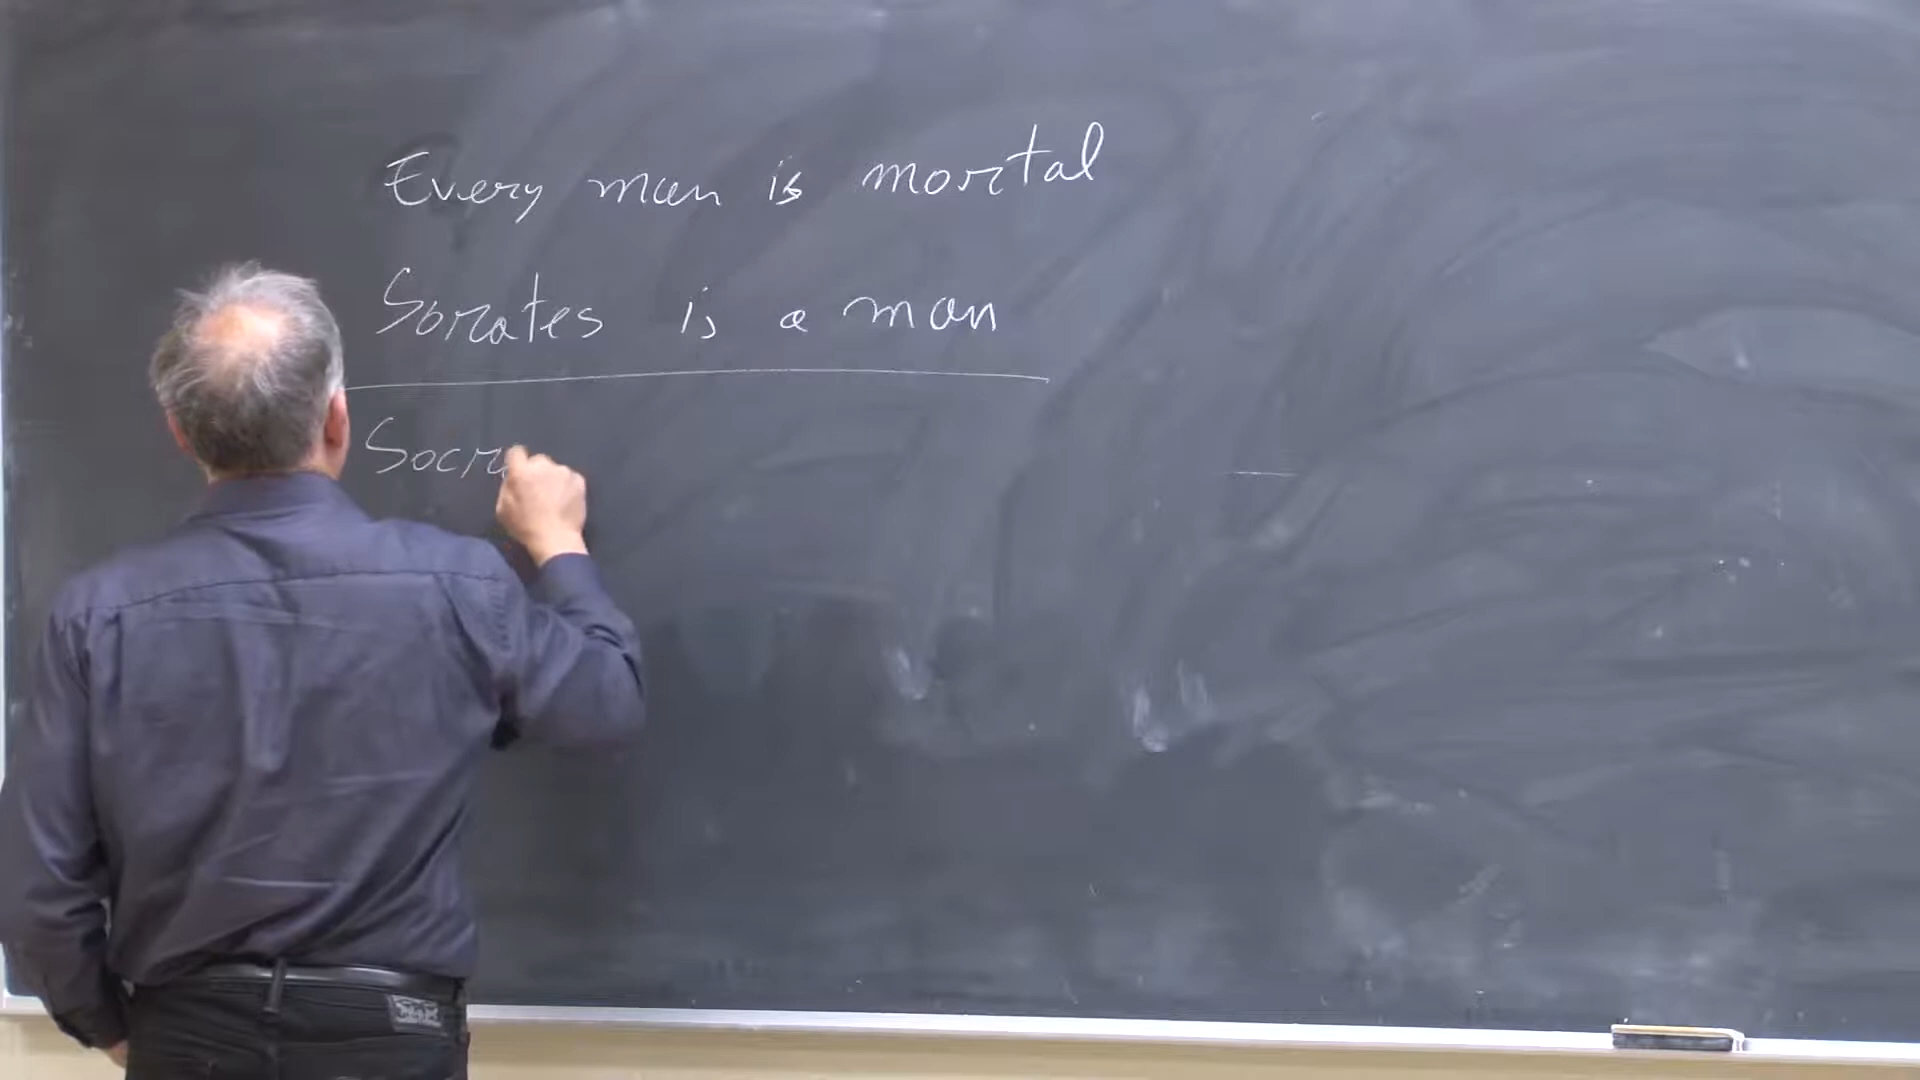 Every man is mortal
Socrates is a man
Socr